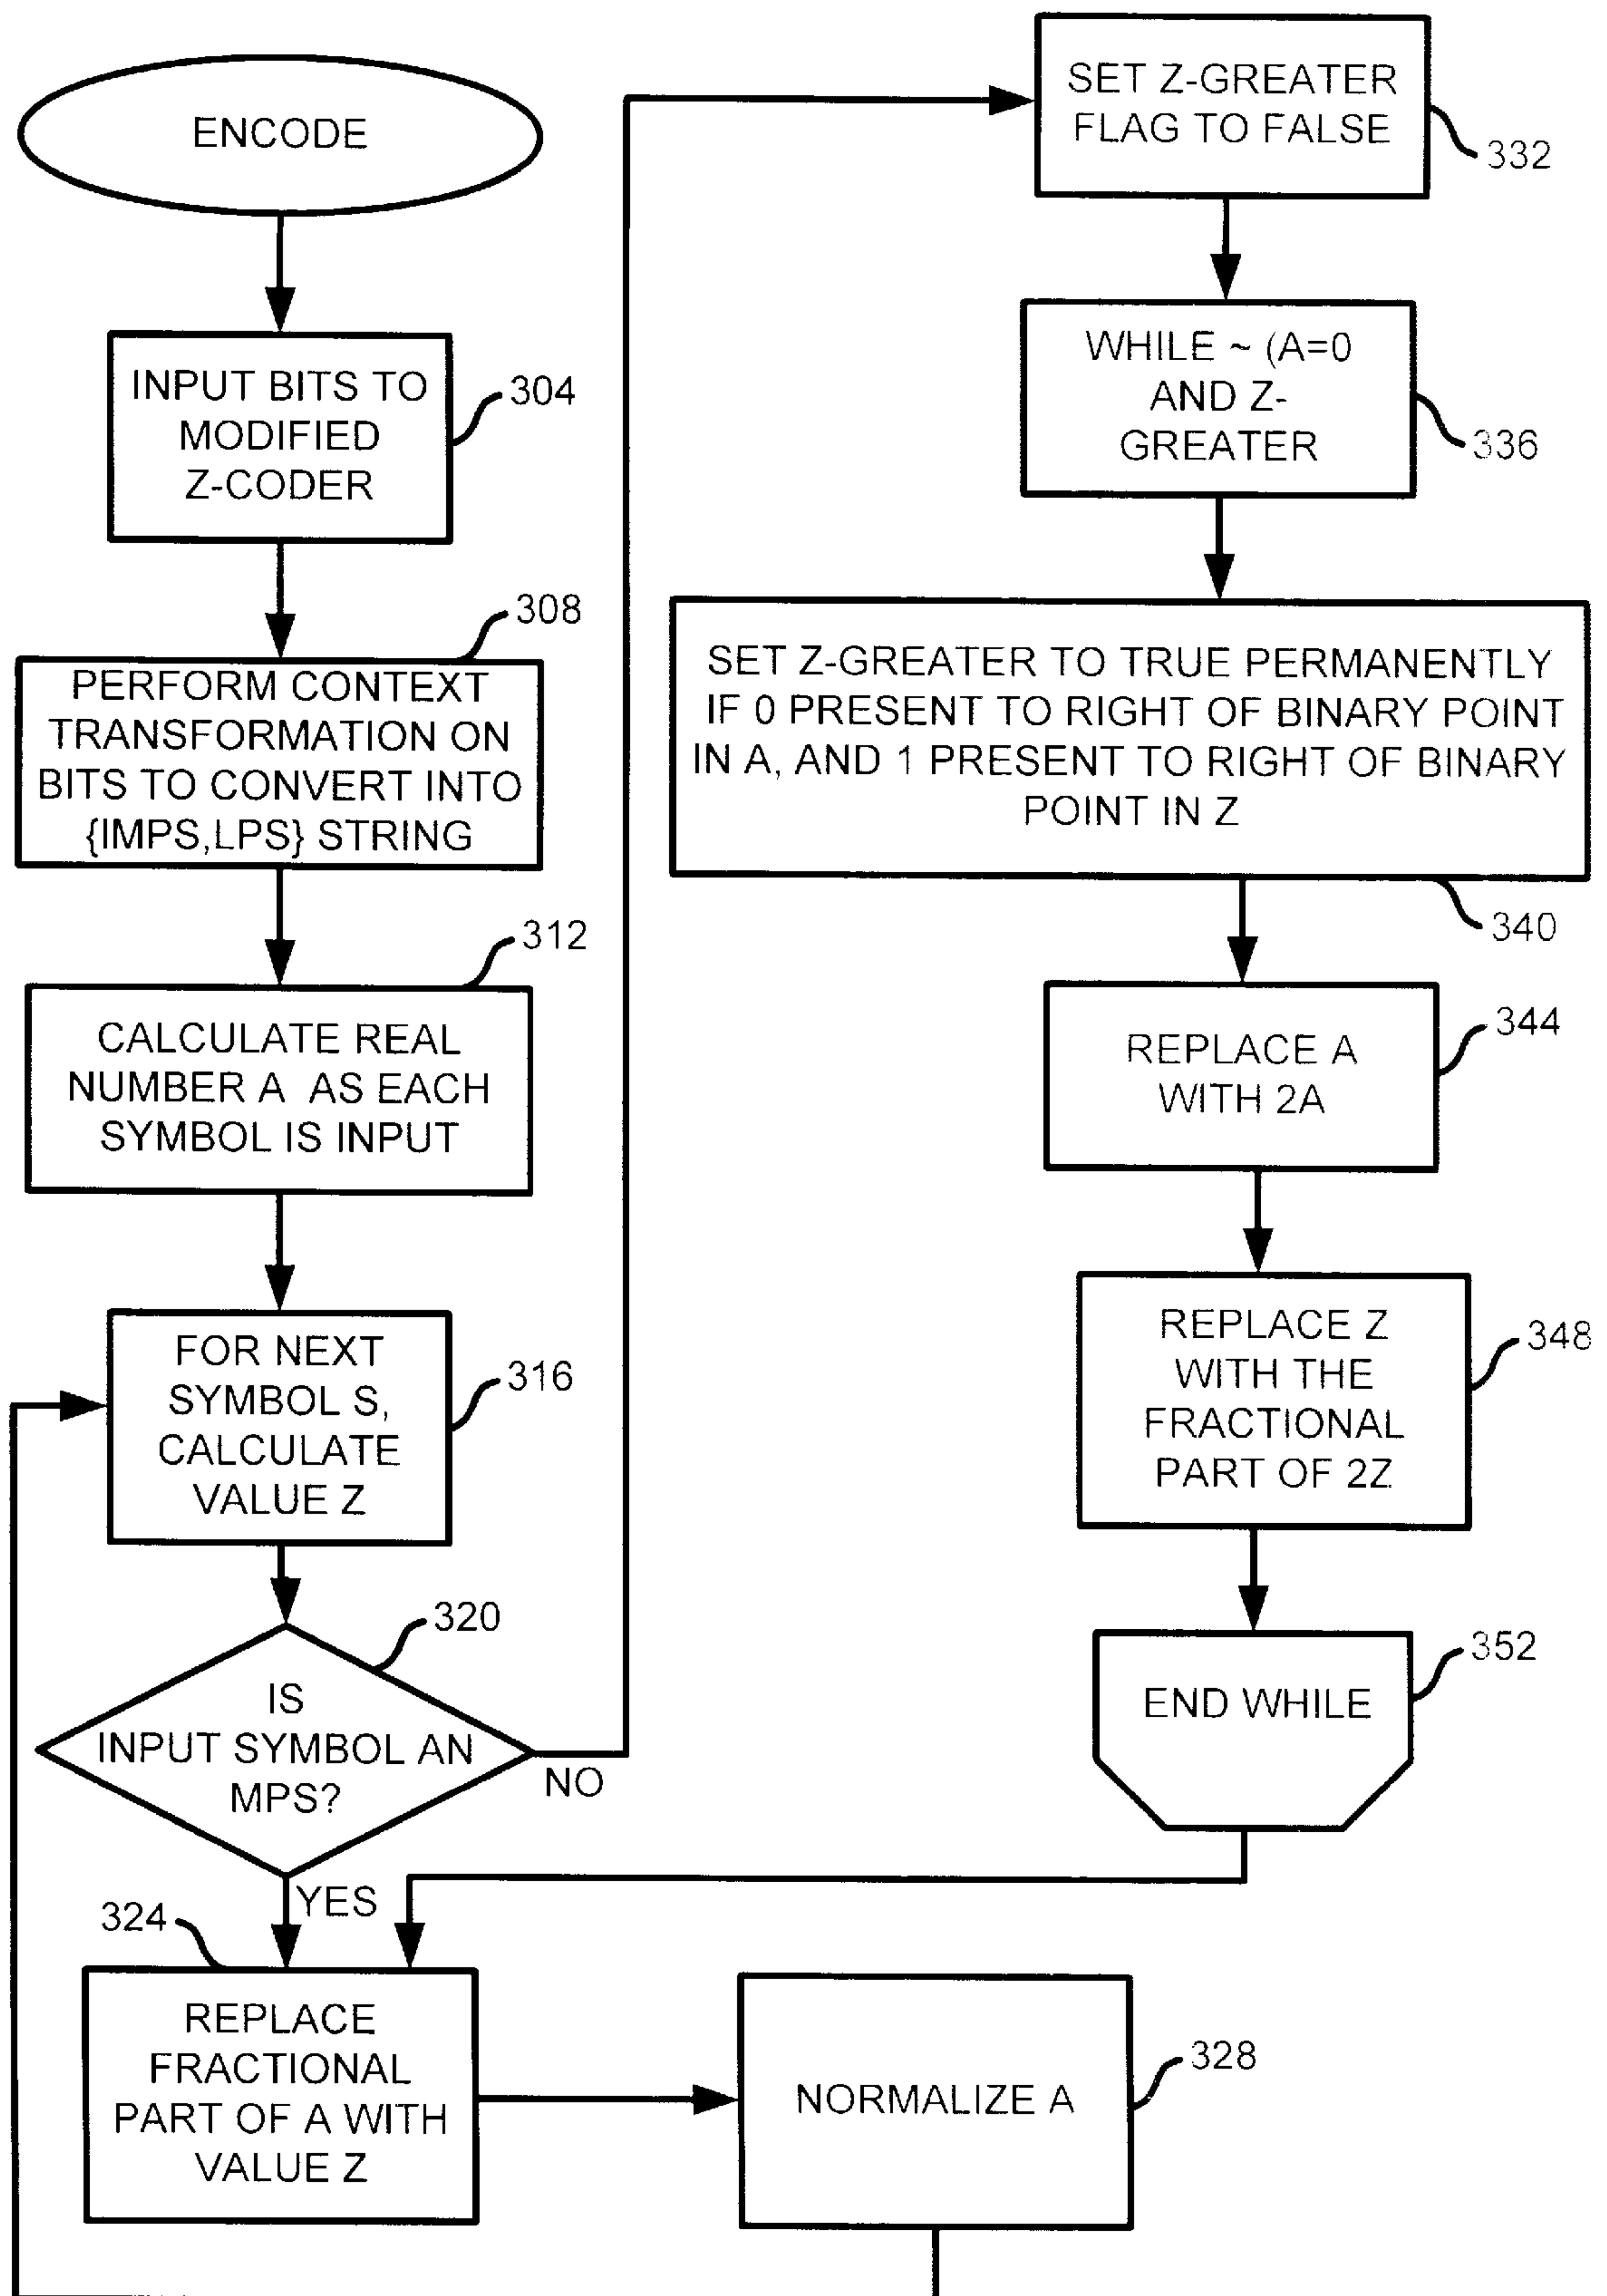 ENCODE
INPUT BITS TO
MODIFIED
Z-CODER
304
PERFORM CONTEXT
TRANSFORMATION ON
BITS TO CONVERT INTO
{IMPS,LPS} STRING
308
CALCULATE REAL
NUMBER A AS EACH
SYMBOL IS INPUT
312
FOR NEXT
SYMBOL S,
CALCULATE
VALUE Z
316
IS
INPUT SYMBOL AN
MPS?
320
NO
YES
324
REPLACE
FRACTIONAL
PART OF A WITH
VALUE Z
NORMALIZE A
328
SET Z-GREATER
FLAG TO FALSE
332
WHILE ~ (A=0
AND Z-
GREATER
336
SET Z-GREATER TO TRUE PERMANENTLY
IF 0 PRESENT TO RIGHT OF BINARY POINT
IN A, AND 1 PRESENT TO RIGHT OF BINARY
POINT IN Z
340
REPLACE A
WITH 2A
344
REPLACE Z
WITH THE
FRACTIONAL
PART OF 2Z
348
END WHILE
352